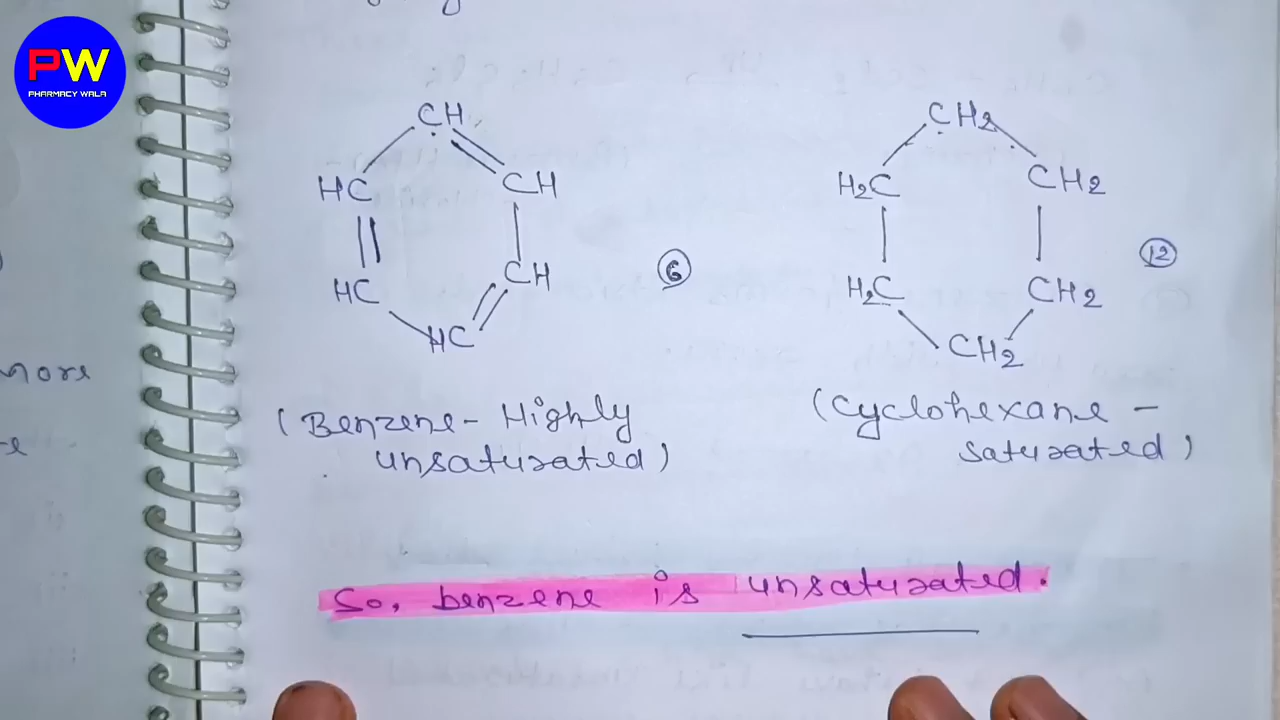 PW
PHARMACY WALA
CH
HC
CH
CH
HC
HC
6
CH2
H2C
CH2
H2C
CH2
CH2
12
more
(Benzene - Highly
unsaturated)
(Cyclohexane -
saturated)
So, benzene is unsaturated.